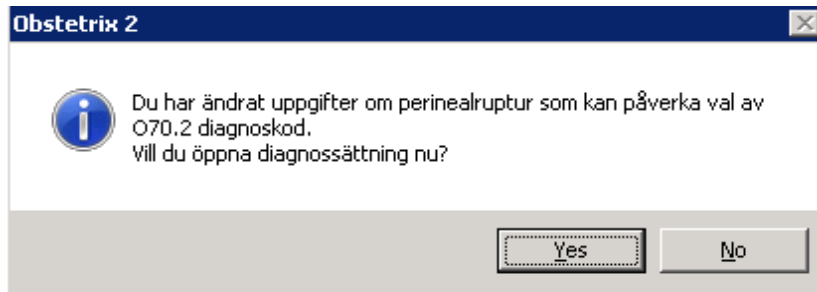 Obstetrix 2
Du har ändrat uppgifter om perinealruptur som kan påverka val av
O70.2 diagnoskod.
Vill du öppna diagnossättning nu?
Yes
No